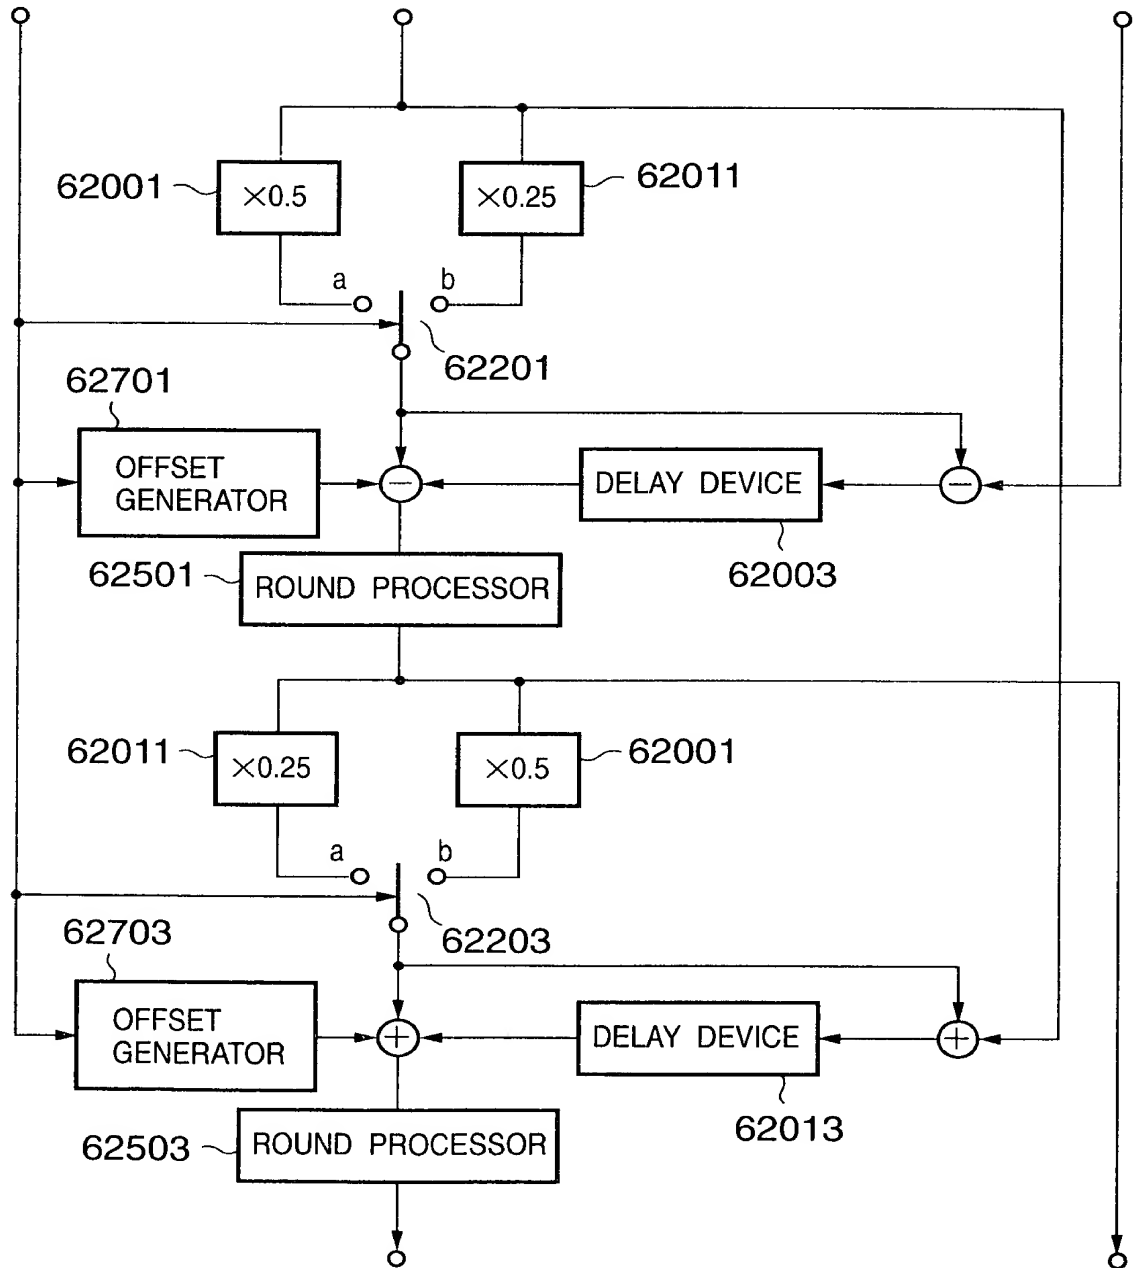 62001
×0.5
×0.25
62011
a
b
62201
62701
OFFSET
GENERATOR
−
DELAY DEVICE
−
62501
ROUND PROCESSOR
62003
62011
×0.25
×0.5
62001
a
b
62203
62703
OFFSET
GENERATOR
+
DELAY DEVICE
+
62503
ROUND PROCESSOR
62013